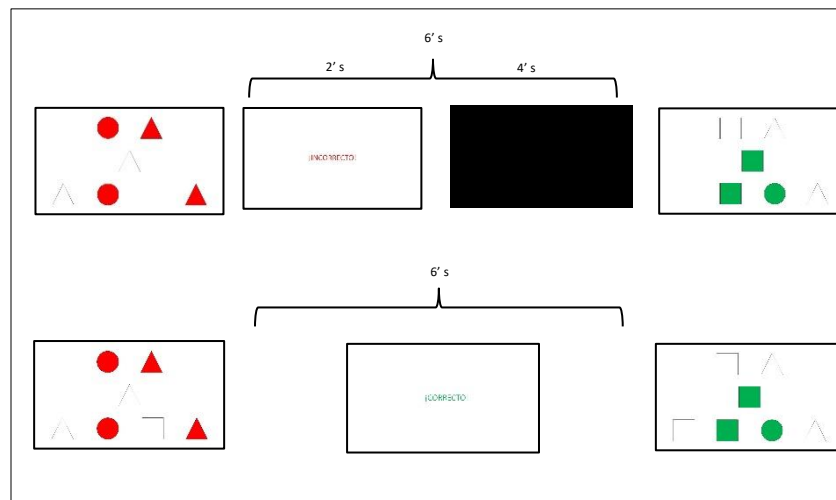 6’ s
2’ s
4’ s
¡INCORRECTO!
6’ s
¡CORRECTO